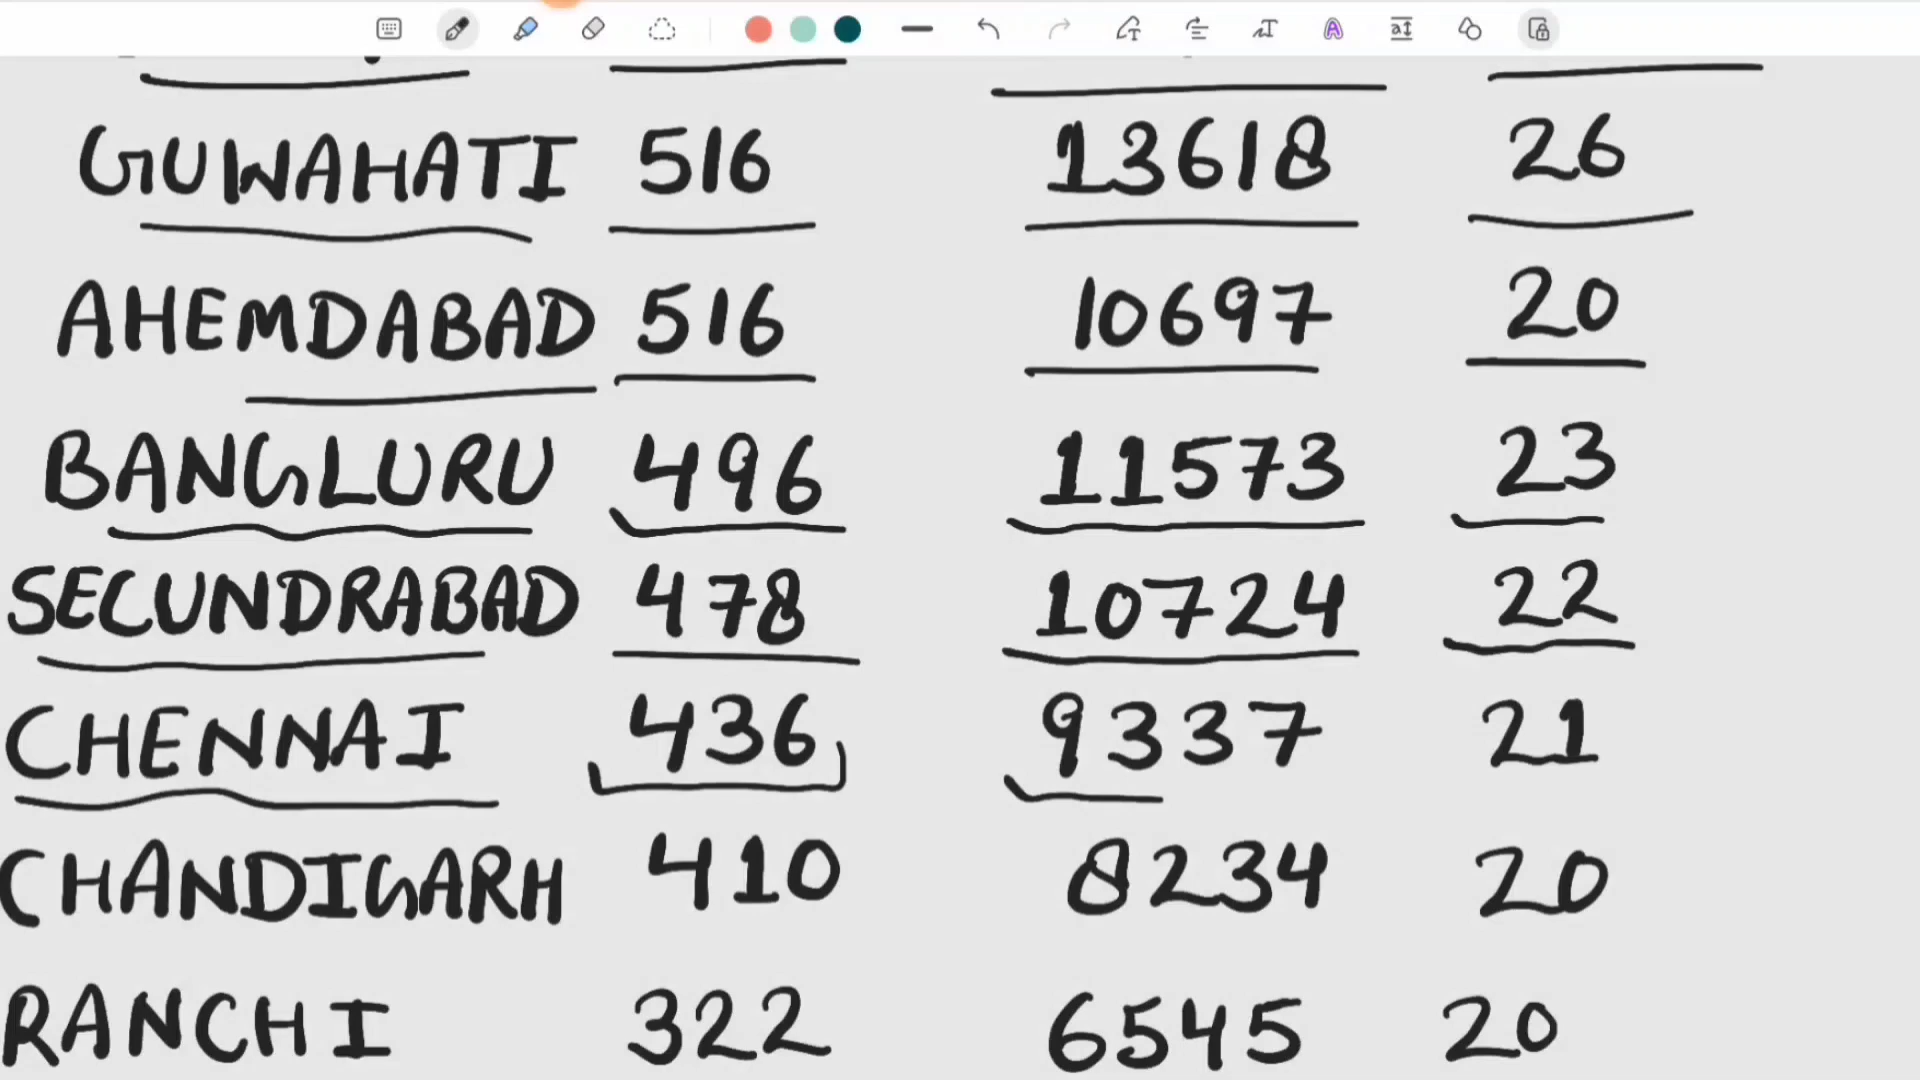 GUWAHATI 516 13618 26
AHEMDABAD 516 10697 20
BANGLURU 496 11573 23
SECUNDRABAD 478 10724 22
CHENNAI 436 9337 21
CHANDIGARH 410 8234 20
RANCHI 322 6545 20